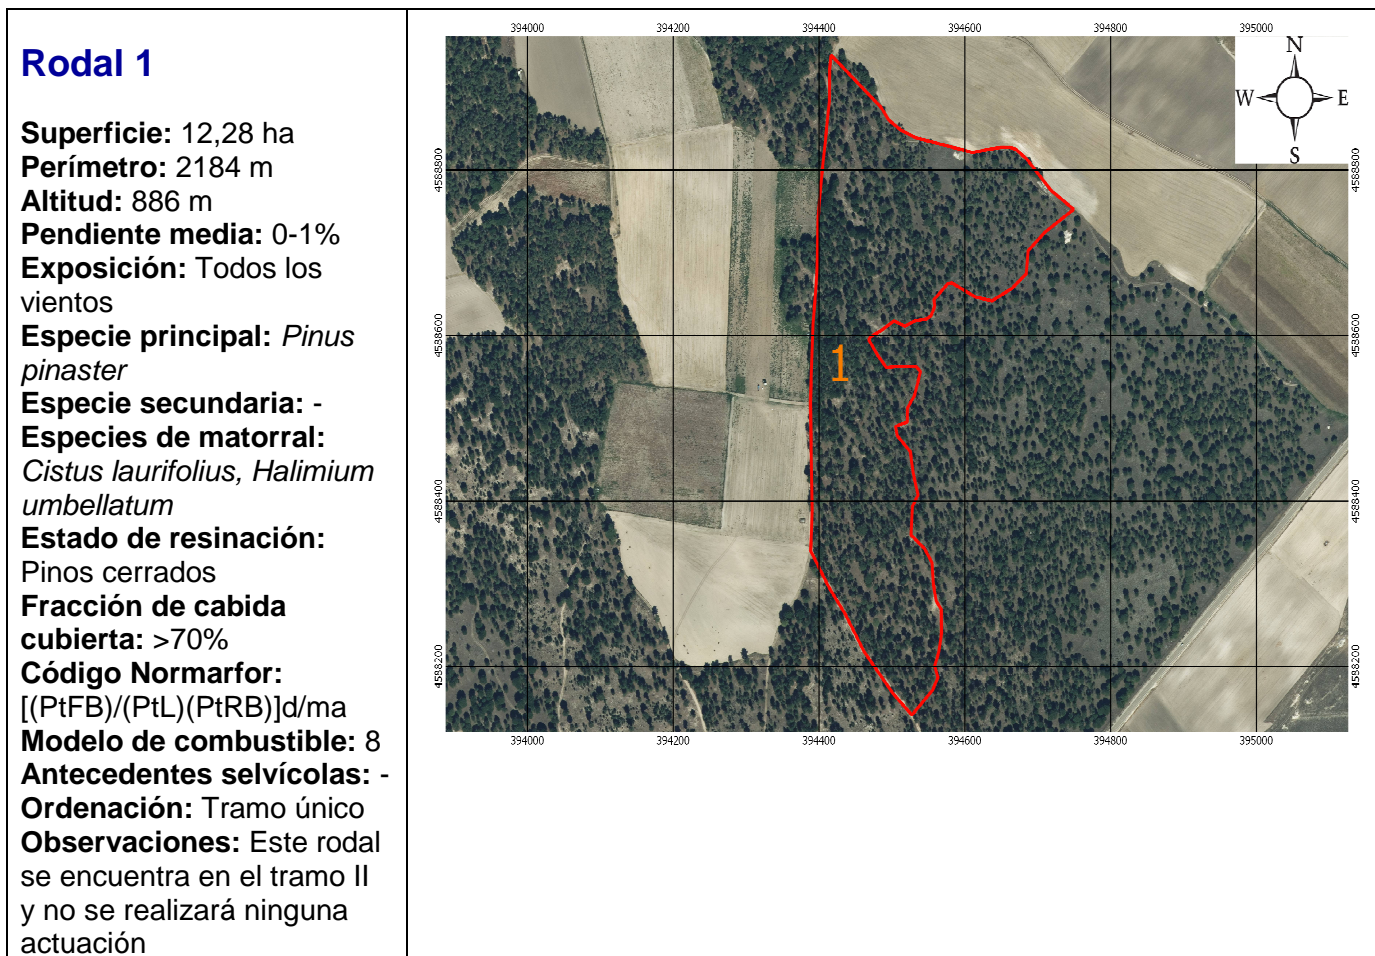 Rodal 1
Superficie: 12,28 ha
Perímetro: 2184 m
Altitud: 886 m
Pendiente media: 0-1%
Exposición: Todos los
vientos
Especie principal: Pinus
pinaster
Especie secundaria: -
Especies de matorral:
Cistus laurifolius, Halimium
umbellatum
Estado de resinación:
Pinos cerrados
Fracción de cabida
cubierta: >70%
Código Normarfor:
[(PtFB)/(PtL)(PtRB)]d/ma
Modelo de combustible: 8
Antecedentes selvícolas: -
Ordenación: Tramo único
Observaciones: Este rodal
se encuentra en el tramo II
y no se realizará ninguna
actuación
394000 394200 394400 394600 394800 395000
N
W E
S
4588800 4588800
4588600 4588600
1
4588400 4588400
4588200 4588200
394000 394200 394400 394600 394800 395000